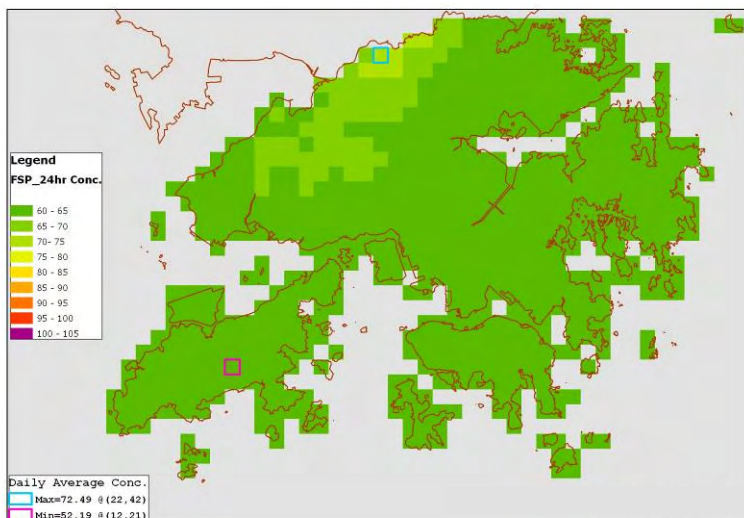 Legend
FSP_24hr Conc.
60 - 65
65 - 70
70- 75
75 - 80
80 - 85
85 - 90
90 - 95
95 - 100
100 - 105
Daily Average Conc.
Max=72.49 @(22,42)
Min=52.19 @(12,21)